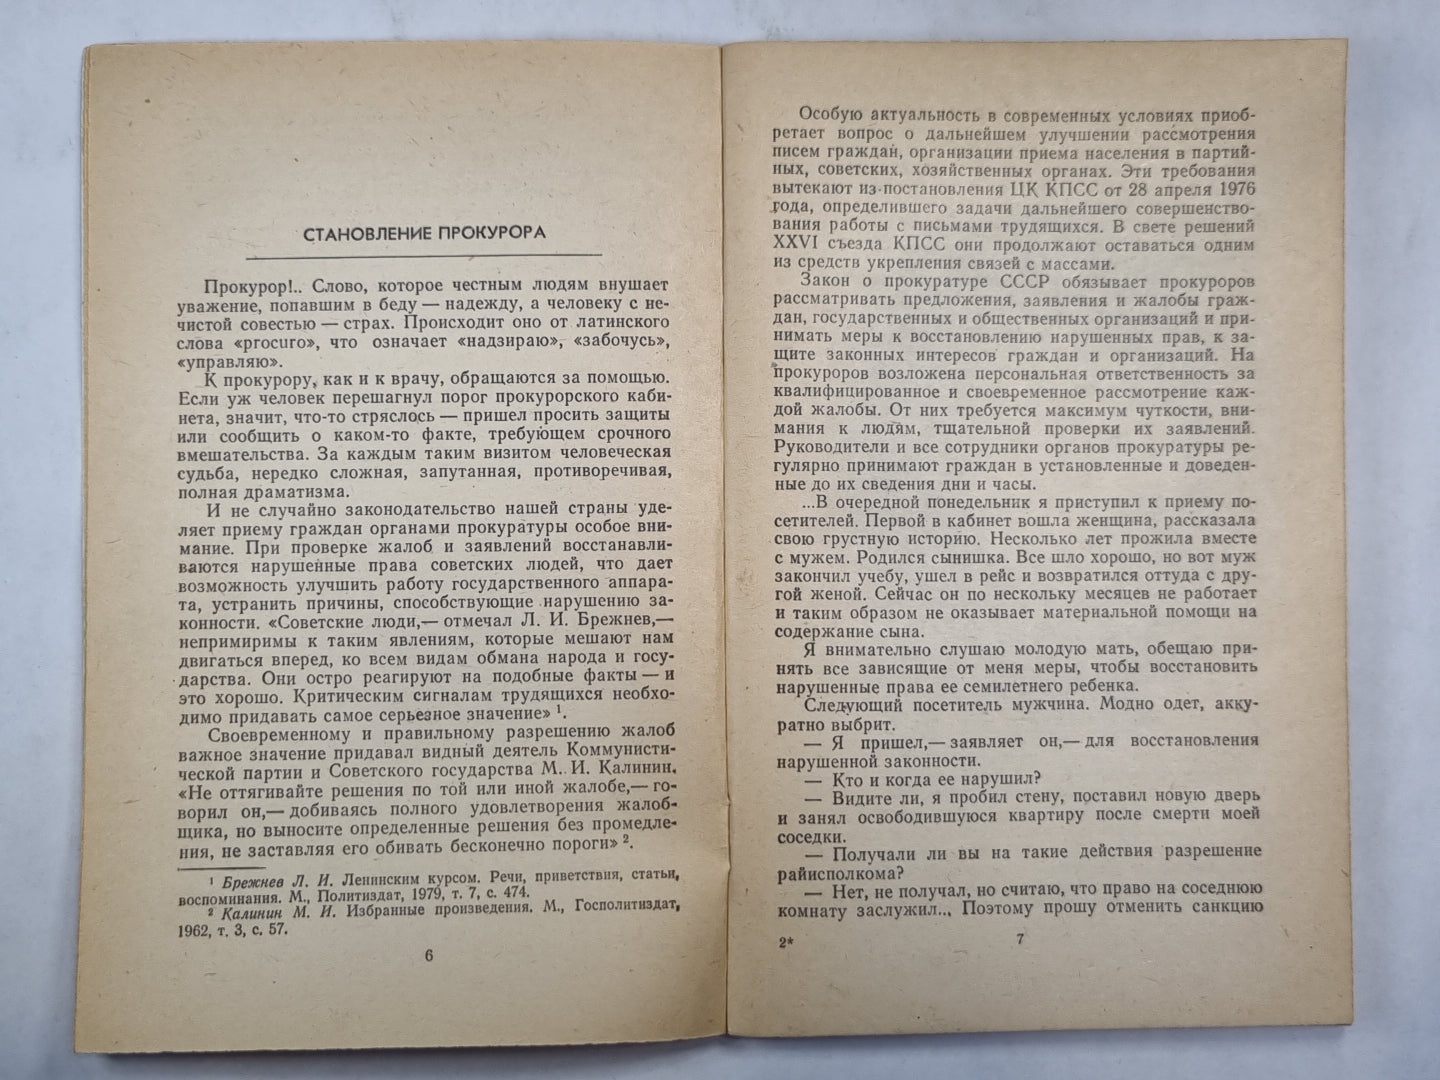 СТАНОВЛЕНИЕ ПРОКУРОРА
Прокурор!.. Слово, которое честным людям внушает
уважение, попавшим в беду — надежду, а человеку с не-
чистой совестью — страх. Происходит оно от латинского
слова «procuro», что означает «надзираю», «забочусь»,
«управляю».
К прокурору, как и к врачу, обращаются за помощью.
Если уж человек перешагнул порог прокурорского каби-
нета, значит, что-то стряслось — пришел просить защиты
или сообщить о каком-то факте, требующем срочного
вмешательства. За каждым таким визитом человеческая
судьба, нередко сложная, запутанная, противоречивая,
полная драматизма.
И не случайно законодательство нашей страны уде-
ляет приему граждан органами прокуратуры особое вни-
мание. При проверке жалоб и заявлений восстанавли-
ваются нарушенные права советских людей, что дает
возможность улучшить работу государственного аппара-
та, устранить причины, способствующие нарушению за-
конности. «Советские люди,— отмечал Л. И. Брежнев,—
непримиримы к таким явлениям, которые мешают нам
двигаться вперед, ко всем видам обмана народа и госу-
дарства. Они остро реагируют на подобные факты — и
это хорошо. Критическим сигналам трудящихся необхо-
димо придавать самое серьезное значение» ¹.
Своевременному и правильному разрешению жалоб
важное значение придавал видный деятель Коммунисти-
ческой партии и Советского государства М. И. Калинин.
«Не оттягивайте решения по той или иной жалобе,— го-
ворил он,— добиваясь полного удовлетворения жалоб-
щика, но выносите определенные решения без промедле-
ния, не заставляя его обивать бесконечно пороги» ².
¹ Брежнев Л. И. Ленинским курсом. Речи, приветствия, статьи,
воспоминания. М., Политиздат, 1979, т. 7, с. 474.
² Калинин М. И. Избранные произведения. М., Госполитиздат,
1962, т. 3, с. 57.
6
Особую актуальность в современных условиях приоб-
ретает вопрос о дальнейшем улучшении рассмотрения
писем граждан, организации приема населения в партий-
ных, советских, хозяйственных органах. Эти требования
вытекают из постановления ЦК КПСС от 28 апреля 1976
года, определившего задачи дальнейшего совершенство-
вания работы с письмами трудящихся. В свете решений
XXVI съезда КПСС они продолжают оставаться одним
из средств укрепления связей с массами.
Закон о прокуратуре СССР обязывает прокуроров
рассматривать предложения, заявления и жалобы граж-
дан, государственных и общественных организаций и при-
нимать меры к восстановлению нарушенных прав, к за-
щите законных интересов граждан и организаций. На
прокуроров возложена персональная ответственность за
квалифицированное и своевременное рассмотрение каж-
дой жалобы. От них требуется максимум чуткости, вни-
мания к людям, тщательной проверки их заявлений.
Руководители и все сотрудники органов прокуратуры ре-
гулярно принимают граждан в установленные и доведен-
ные до их сведения дни и часы.
...В очередной понедельник я приступил к приему по-
сетителей. Первой в кабинет вошла женщина, рассказала
свою грустную историю. Несколько лет прожила вместе
с мужем. Родился сынишка. Все шло хорошо, но вот муж
закончил учебу, ушел в рейс и возвратился оттуда с дру-
гой женой. Сейчас он по нескольку месяцев не работает
и таким образом не оказывает материальной помощи на
содержание сына.
Я внимательно слушаю молодую мать, обещаю при-
нять все зависящие от меня меры, чтобы восстановить
нарушенные права ее семилетнего ребенка.
Следующий посетитель мужчина. Модно одет, акку-
ратно выбрит.
— Я пришел,— заявляет он,— для восстановления
нарушенной законности.
— Кто и когда ее нарушил?
— Видите ли, я пробил стену, поставил новую дверь
и занял освободившуюся квартиру после смерти моей
соседки.
— Получали ли вы на такие действия разрешение
райисполкома?
— Нет, не получал, но считаю, что право на соседнюю
комнату заслужил... Поэтому прошу отменить санкцию
2*
7